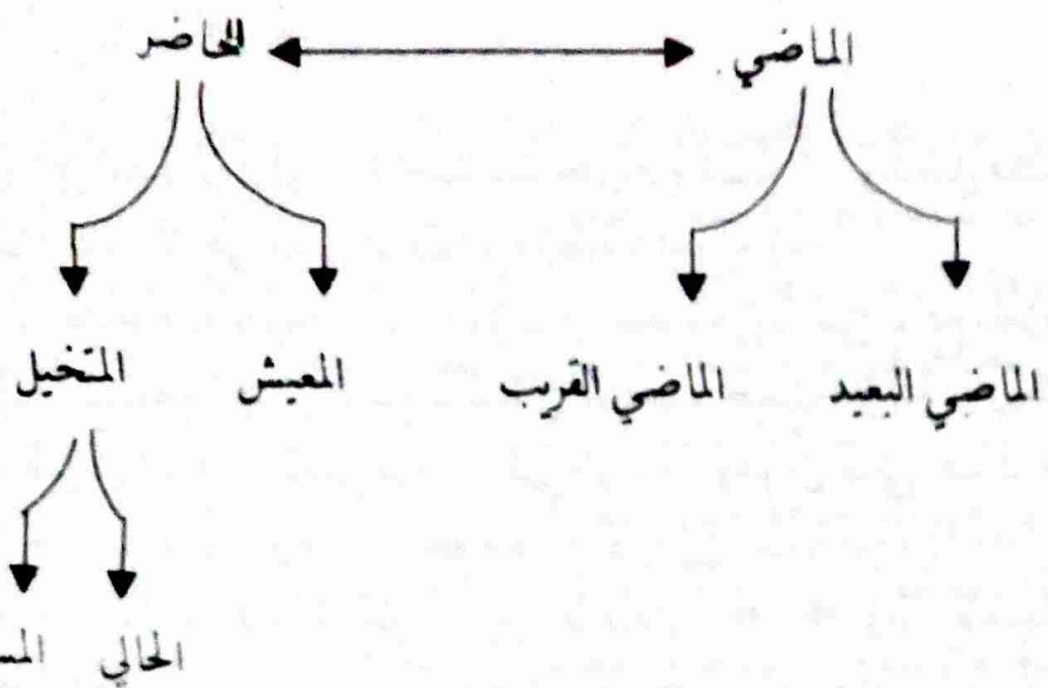 الماضي الحاضر
الماضي البعيد الماضي القريب المعيش المتخيل
الحالي